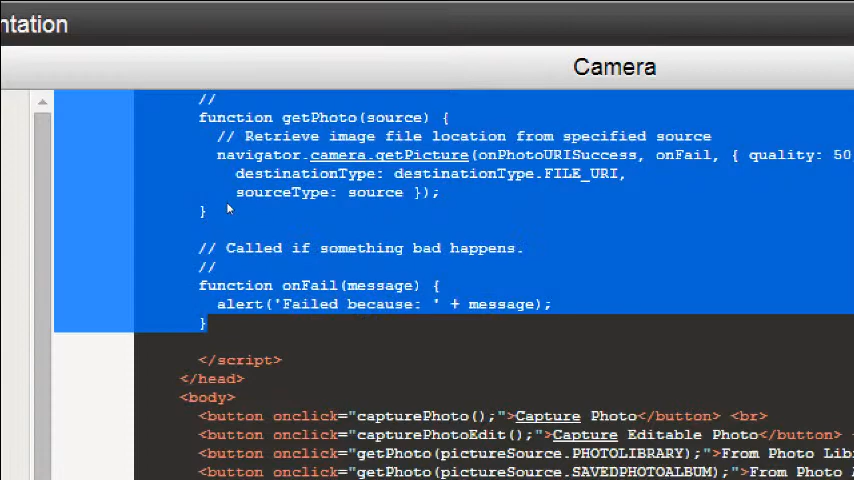 ntation
Camera
//
function getPhoto(source) {
// Retrieve image file location from specified source
navigator.camera.getPicture(onPhotoURISuccess, onFail, { quality: 50
destinationType: destinationType.FILE_URI,
sourceType: source });
}
// Called if something bad happens.
//
function onFail(message) {
alert('Failed because: ' + message);
}
</script>
</head>
<body>
<button onclick="capturePhoto();">Capture Photo</button> <br>
<button onclick="capturePhotoEdit();">Capture Editable Photo</button>
<button onclick="getPhoto(pictureSource.PHOTOLIBRARY);">From Photo Lib
<button onclick="getPhoto(pictureSource.SAVEDPHOTOALBUM);">From Photo